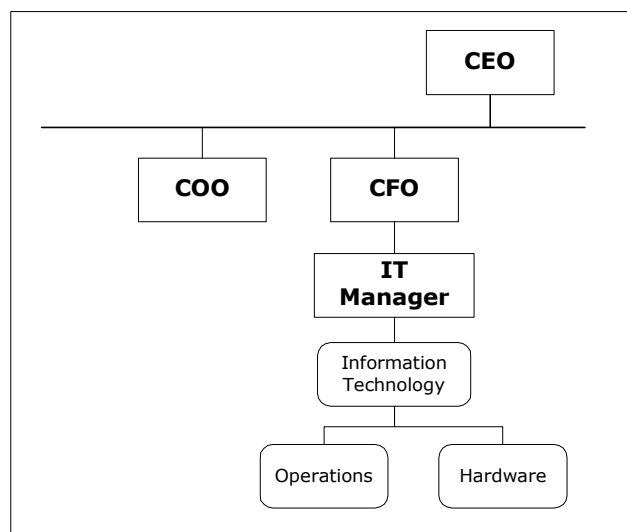 CEO
COO
CFO
IT
Manager
Information
Technology
Operations
Hardware